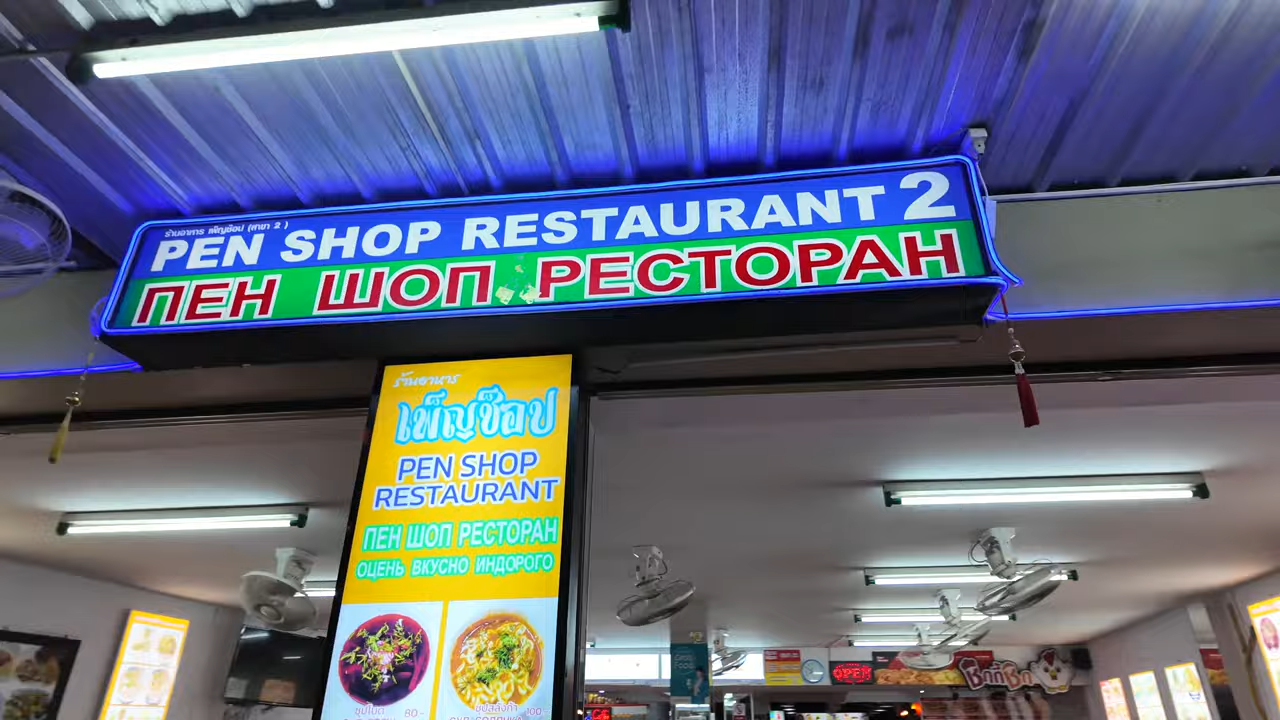 ร้านอาหาร เพ็ญช้อป (สาขา 2 )
PEN SHOP RESTAURANT 2
ПЕН ШОП РЕСТОРАН
ร้านอาหาร
เพ็ญช็อป
PEN SHOP
RESTAURANT
ПЕН ШОП РЕСТОРАН
ОЦЕНЬ ВКУСНО ИНДОРОГО
80.-
100.-
OPEN